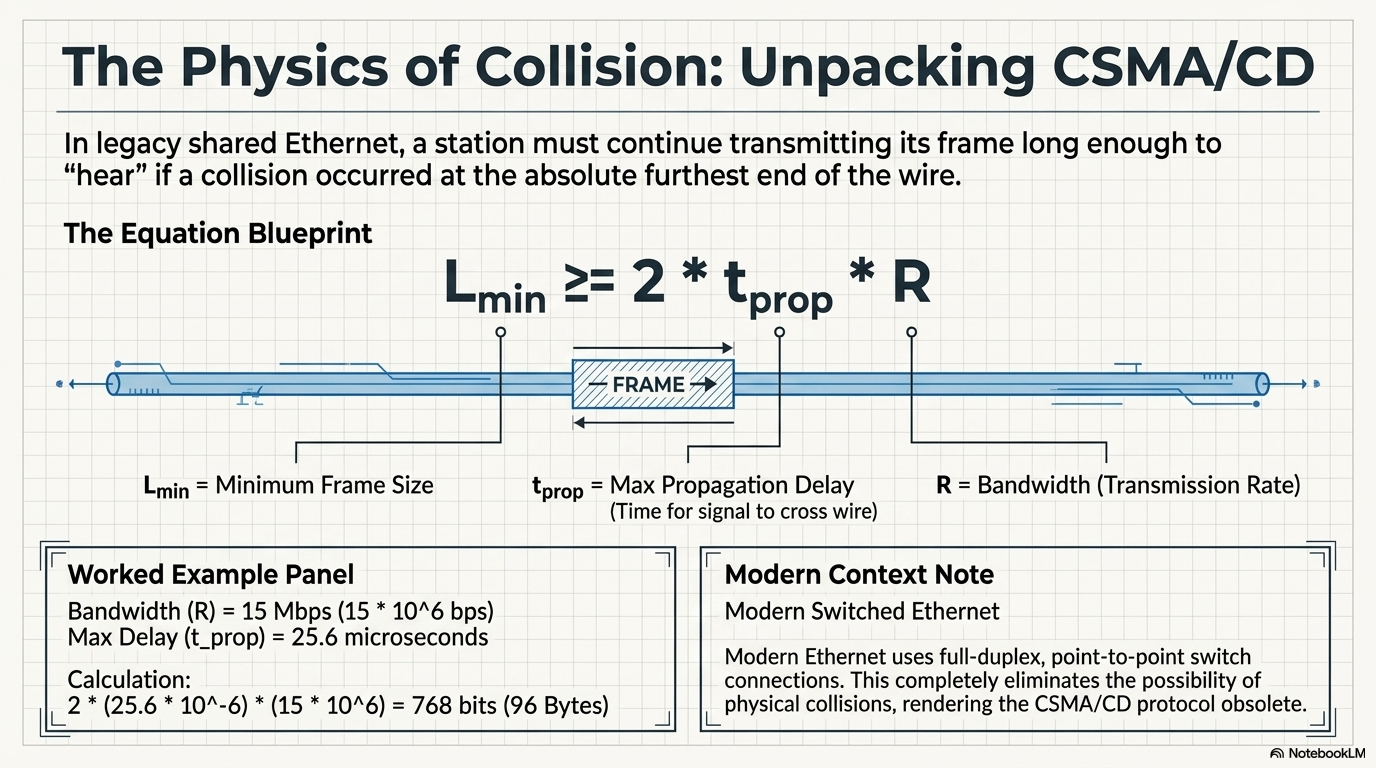 The Physics of Collision: Unpacking CSMA/CD
In legacy shared Ethernet, a station must continue transmitting its frame long enough to
“hear” if a collision occurred at the absolute furthest end of the wire.
The Equation Blueprint
L_min ≥= 2 * t_prop * R
FRAME
L_min = Minimum Frame Size
t_prop = Max Propagation Delay
(Time for signal to cross wire)
R = Bandwidth (Transmission Rate)
Worked Example Panel
Bandwidth (R) = 15 Mbps (15 * 10^6 bps)
Max Delay (t_prop) = 25.6 microseconds
Calculation:
2 * (25.6 * 10^-6) * (15 * 10^6) = 768 bits (96 Bytes)
Modern Context Note
Modern Switched Ethernet
Modern Ethernet uses full-duplex, point-to-point switch
connections. This completely eliminates the possibility of
physical collisions, rendering the CSMA/CD protocol obsolete.
NotebookLM